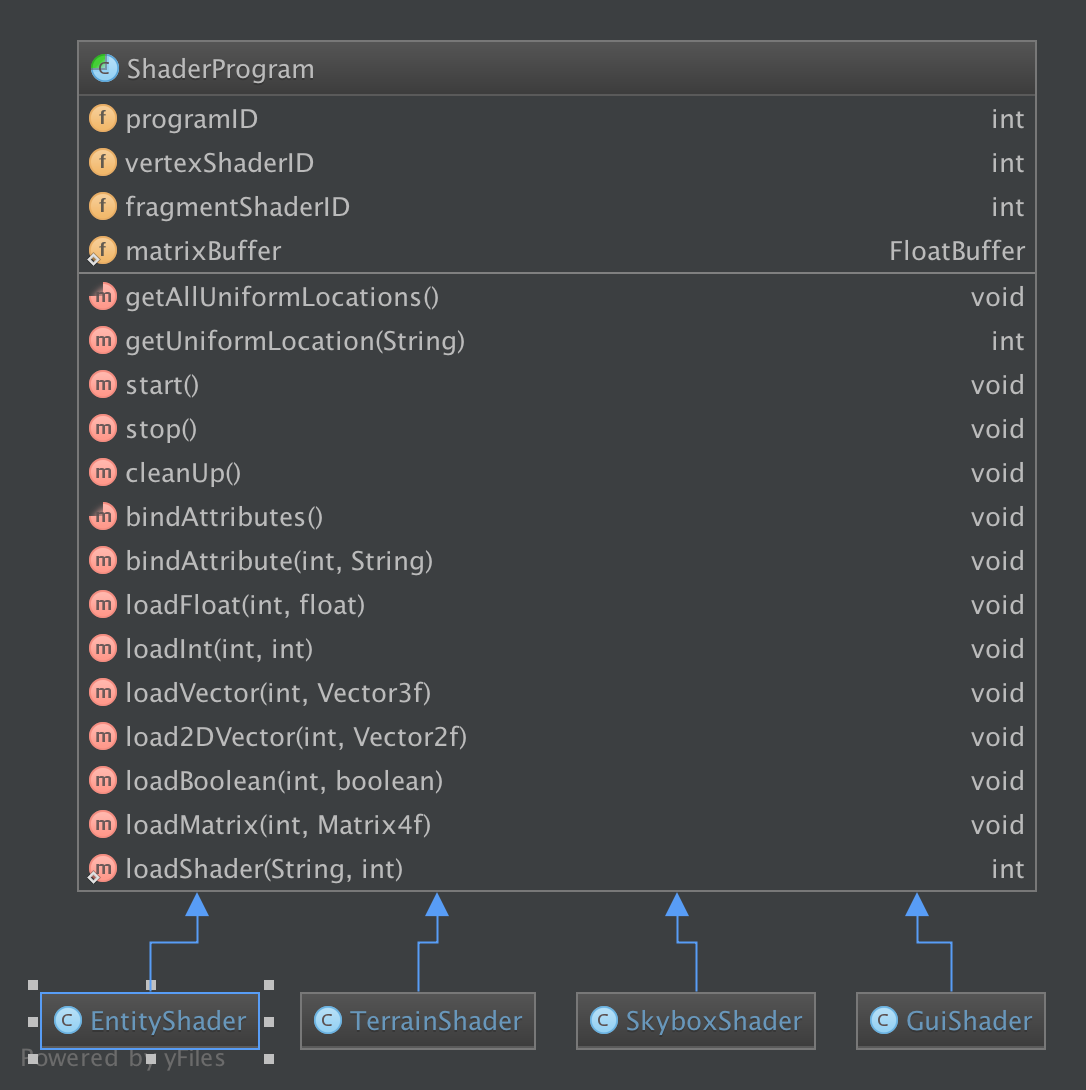 ShaderProgram
programID int
vertexShaderID int
fragmentShaderID int
matrixBuffer FloatBuffer
getAllUniformLocations() void
getUniformLocation(String) int
start() void
stop() void
cleanUp() void
bindAttributes() void
bindAttribute(int, String) void
loadFloat(int, float) void
loadInt(int, int) void
loadVector(int, Vector3f) void
load2DVector(int, Vector2f) void
loadBoolean(int, boolean) void
loadMatrix(int, Matrix4f) void
loadShader(String, int) int
EntityShader TerrainShader SkyboxShader GuiShader
Powered by yFiles